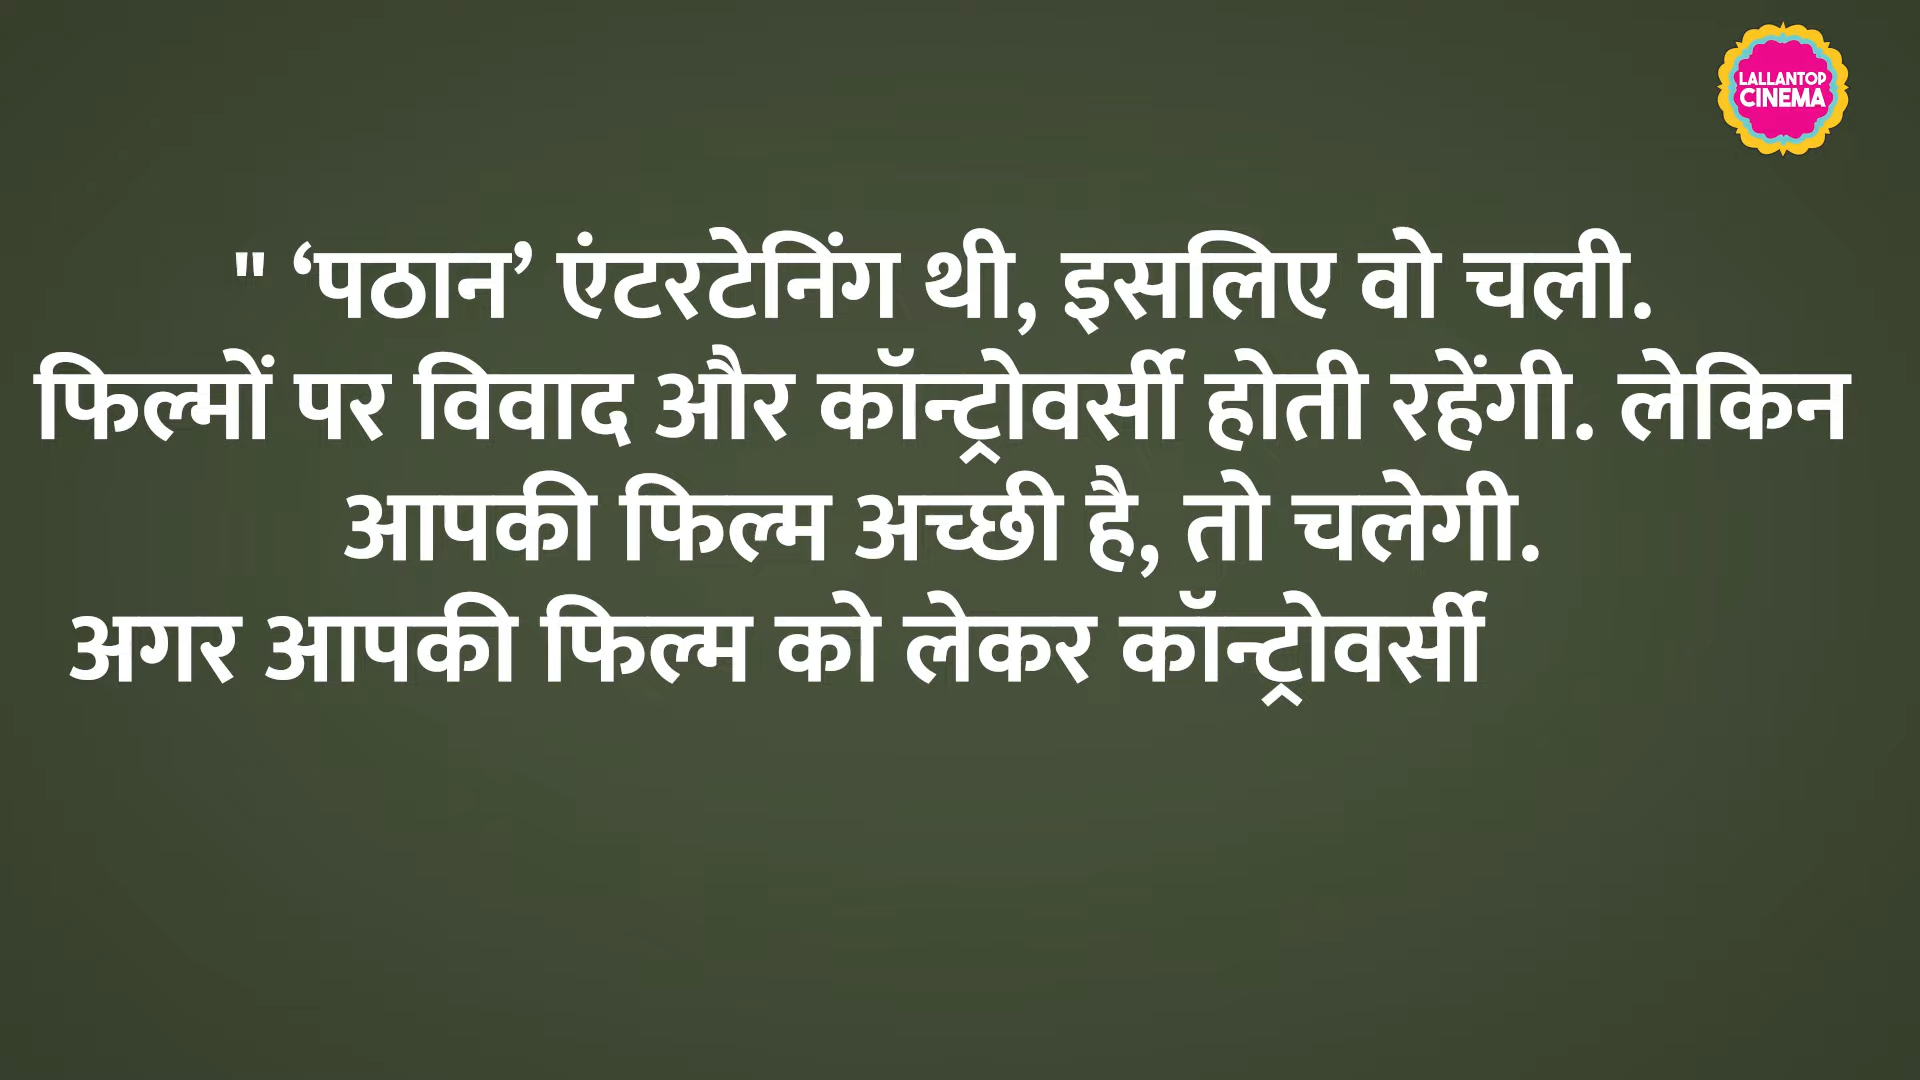 LALLANTOP
CINEMA
" ‘पठान’ एंटरटेनिंग थी, इसलिए वो चली.
फिल्मों पर विवाद और कॉन्ट्रोवर्सी होती रहेंगी. लेकिन
आपकी फिल्म अच्छी है, तो चलेगी.
अगर आपकी फिल्म को लेकर कॉन्ट्रोवर्सी